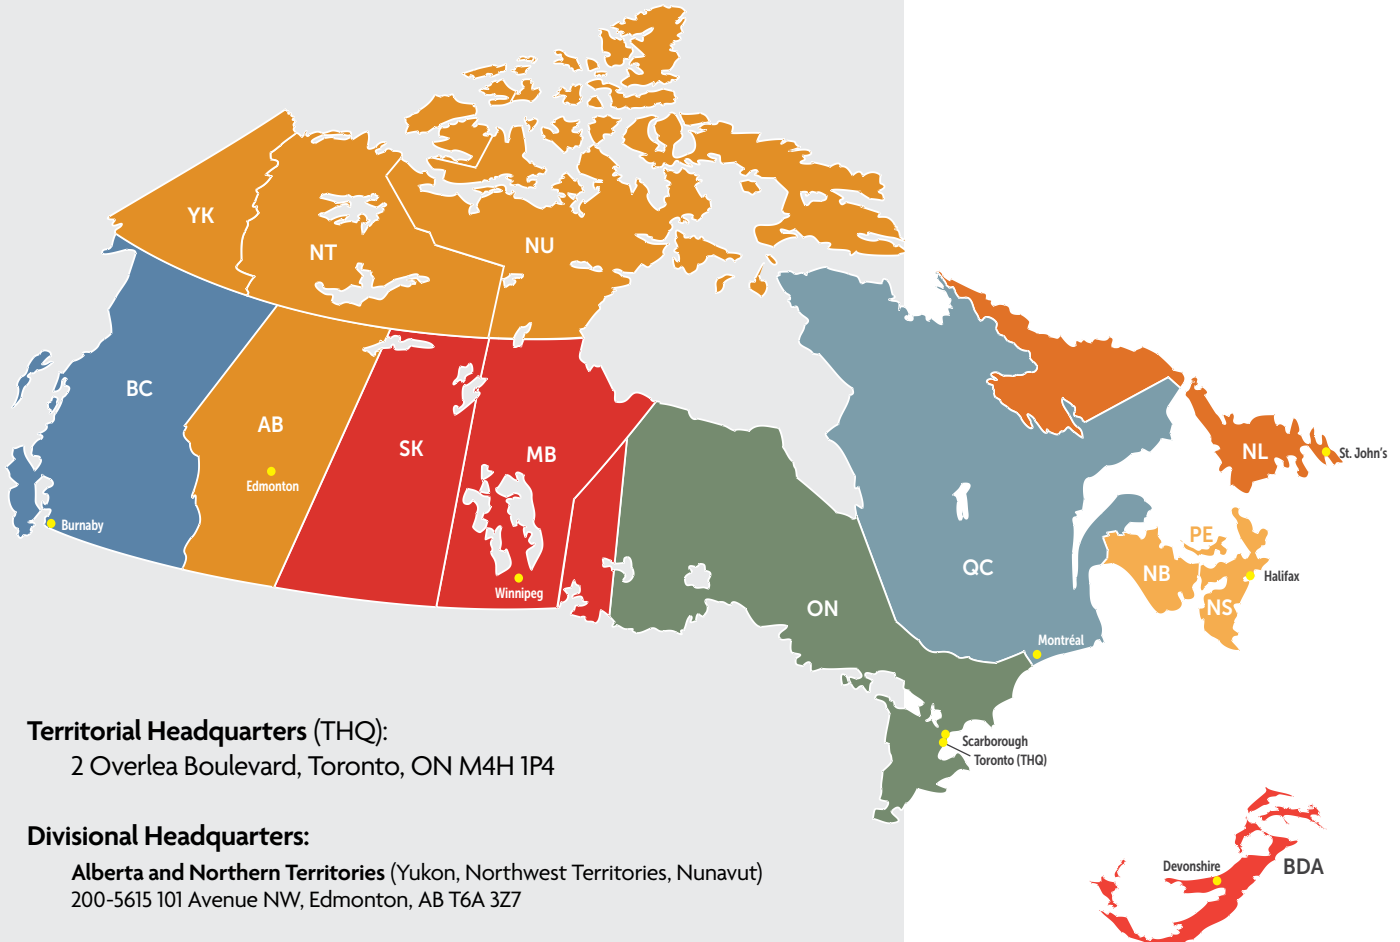 YK
NT
NU
BC
AB
Edmonton
SK
MB
NL
St. John's
Burnaby
PE
QC
NB
Halifax
Winnipeg
NS
ON
Montréal
Territorial Headquarters (THQ):
2 Overlea Boulevard, Toronto, ON M4H 1P4
Scarborough
Toronto (THQ)
Divisional Headquarters:
Alberta and Northern Territories (Yukon, Northwest Territories, Nunavut)
200-5615 101 Avenue NW, Edmonton, AB T6A 3Z7
Devonshire
BDA